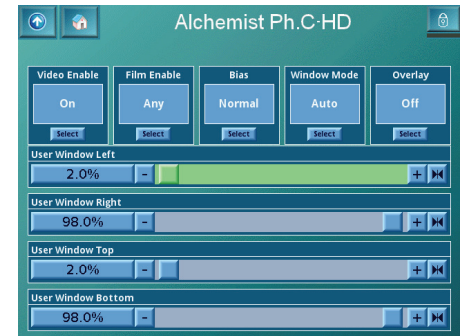 Alchemist Ph.C-HD
Video Enable Film Enable Bias Window Mode Overlay
On Any Normal Auto Off
Select Select Select Select Select
User Window Left
2.0% - +
User Window Right
98.0% - +
User Window Top
2.0% - +
User Window Bottom
98.0% - +